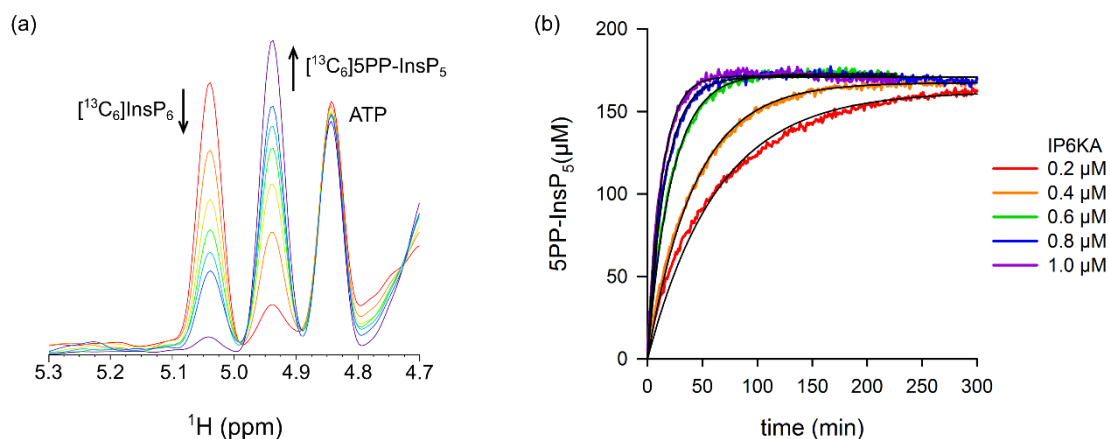 (a)
[¹³C₆]InsP₆
[¹³C₆]5PP-InsP₅
ATP
5.3 5.2 5.1 5.0 4.9 4.8 4.7
¹H (ppm)
(b)
200
150
100
50
0
5PP-InsP₅(µM)
0 50 100 150 200 250 300
time (min)
IP6KA
0.2 µM
0.4 µM
0.6 µM
0.8 µM
1.0 µM